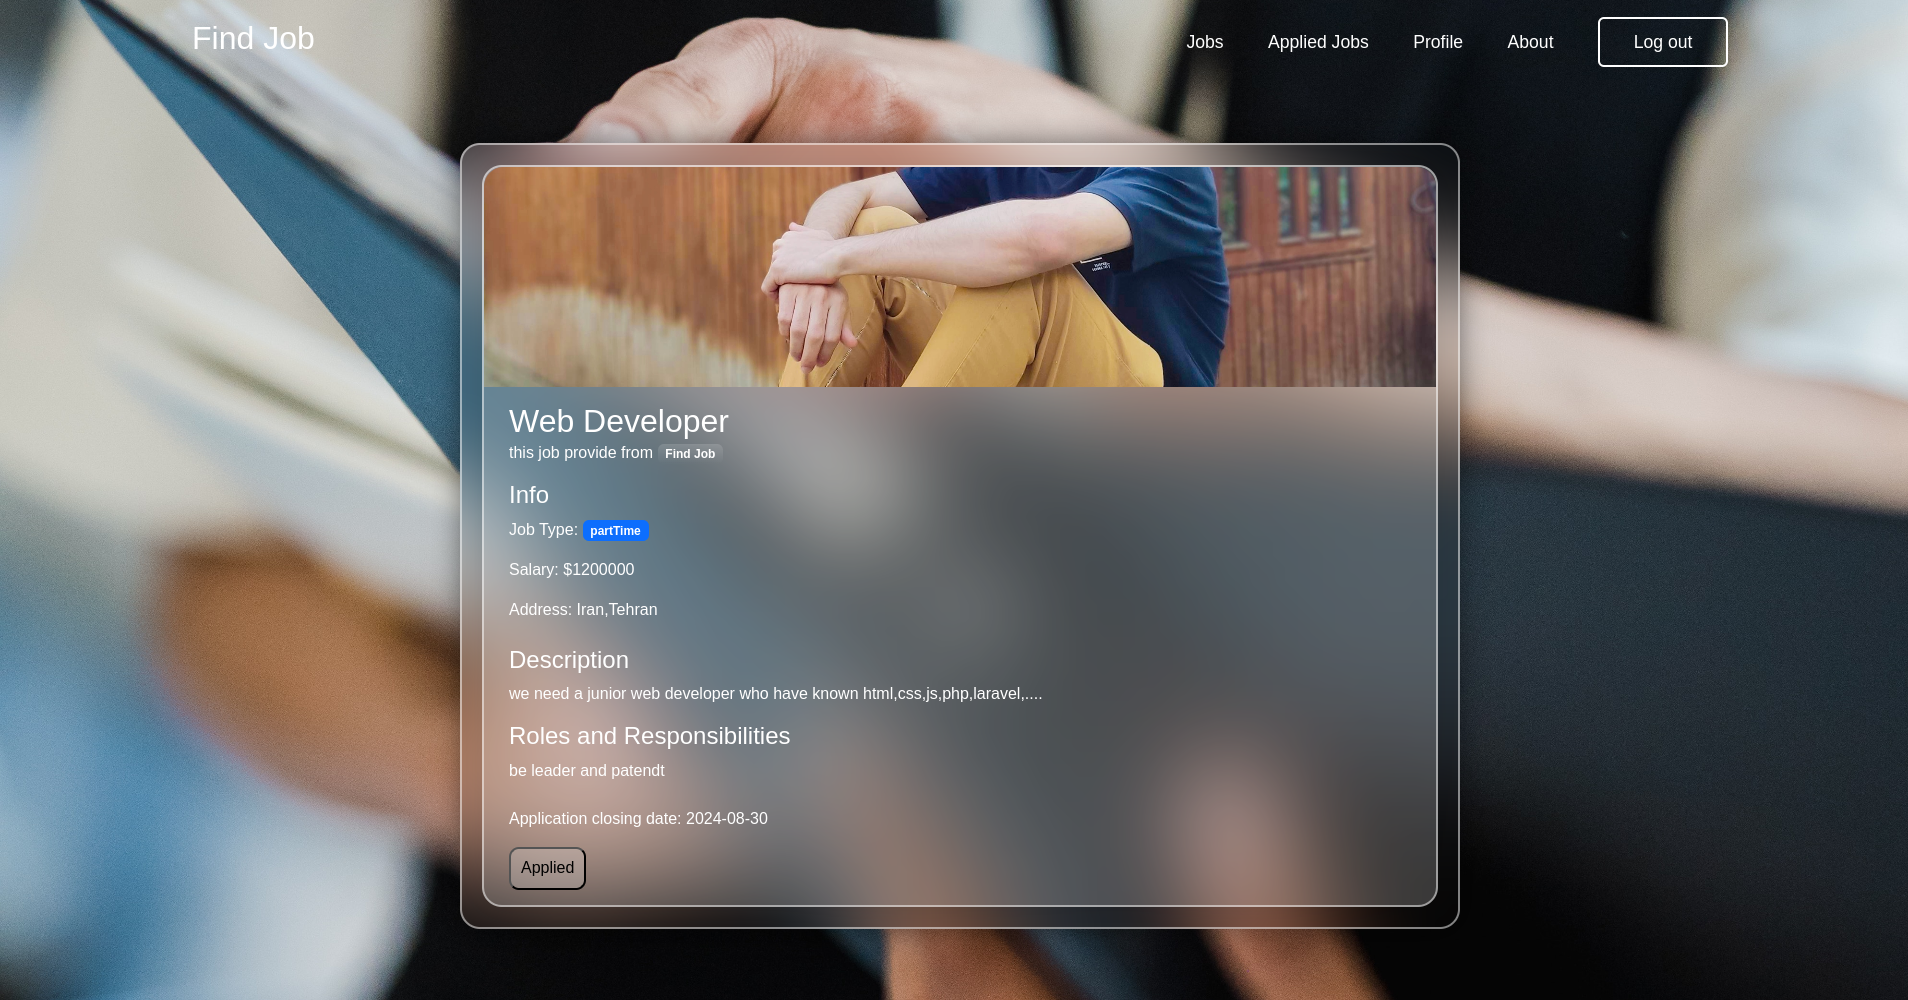 Find Job
Jobs Applied Jobs Profile About Log out
Web Developer
this job provide from Find Job
Info
Job Type: partTime
Salary: $1200000
Address: Iran,Tehran
Description
we need a junior web developer who have known html,css,js,php,laravel,....
Roles and Responsibilities
be leader and patendt
Application closing date: 2024-08-30
Applied